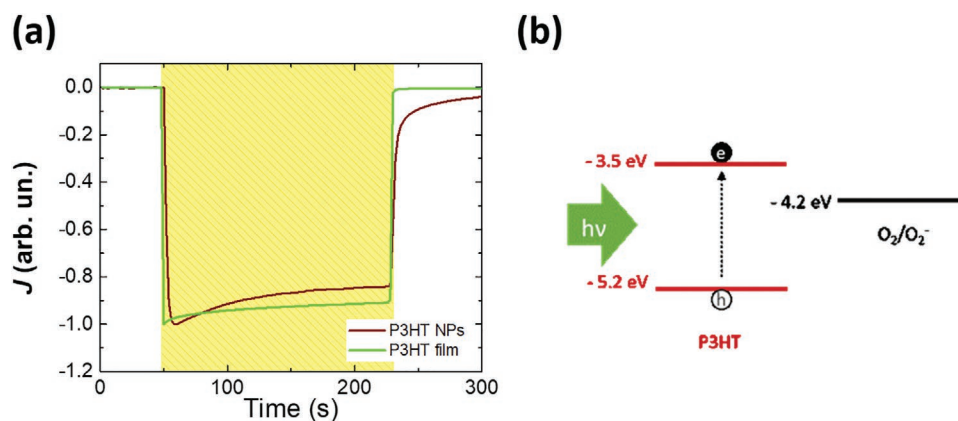 (a)
0.0
-0.2
-0.4
-0.6
-0.8
-1.0
-1.2
J (arb. un.)
P3HT NPs
P3HT film
0
100
200
300
Time (s)
(b)
- 3.5 eV
e
- 4.2 eV
O₂/O₂⁻
hν
- 5.2 eV
h
P3HT